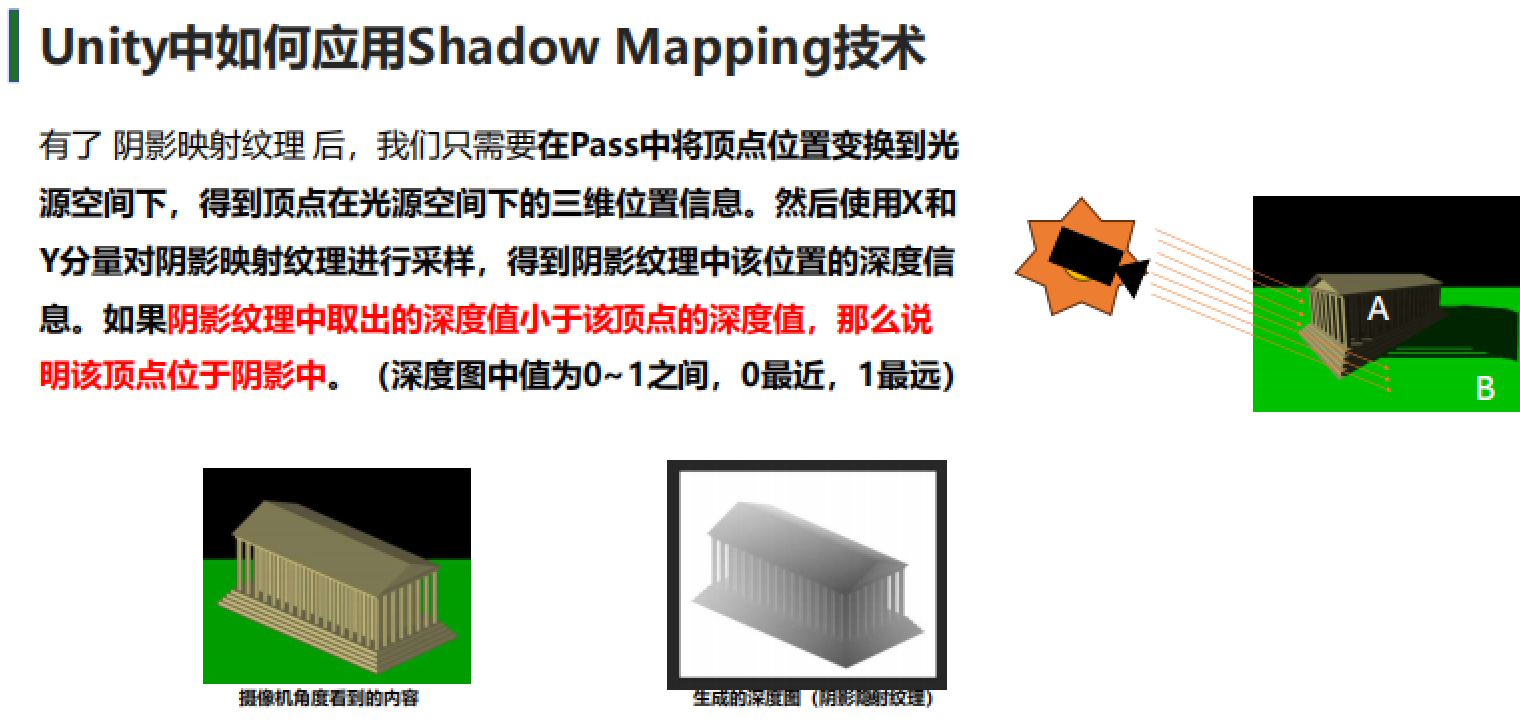 Unity中如何应用Shadow Mapping技术
有了 阴影映射纹理 后，我们只需要在Pass中将顶点位置变换到光
源空间下，得到顶点在光源空间下的三维位置信息。然后使用X和
Y分量对阴影映射纹理进行采样，得到阴影纹理中该位置的深度信
息。如果阴影纹理中取出的深度值小于该顶点的深度值，那么说
明该顶点位于阴影中。（深度图中值为0~1之间，0最近，1最远）
A
B
摄像机角度看到的内容
生成的深度图（阴影映射纹理）